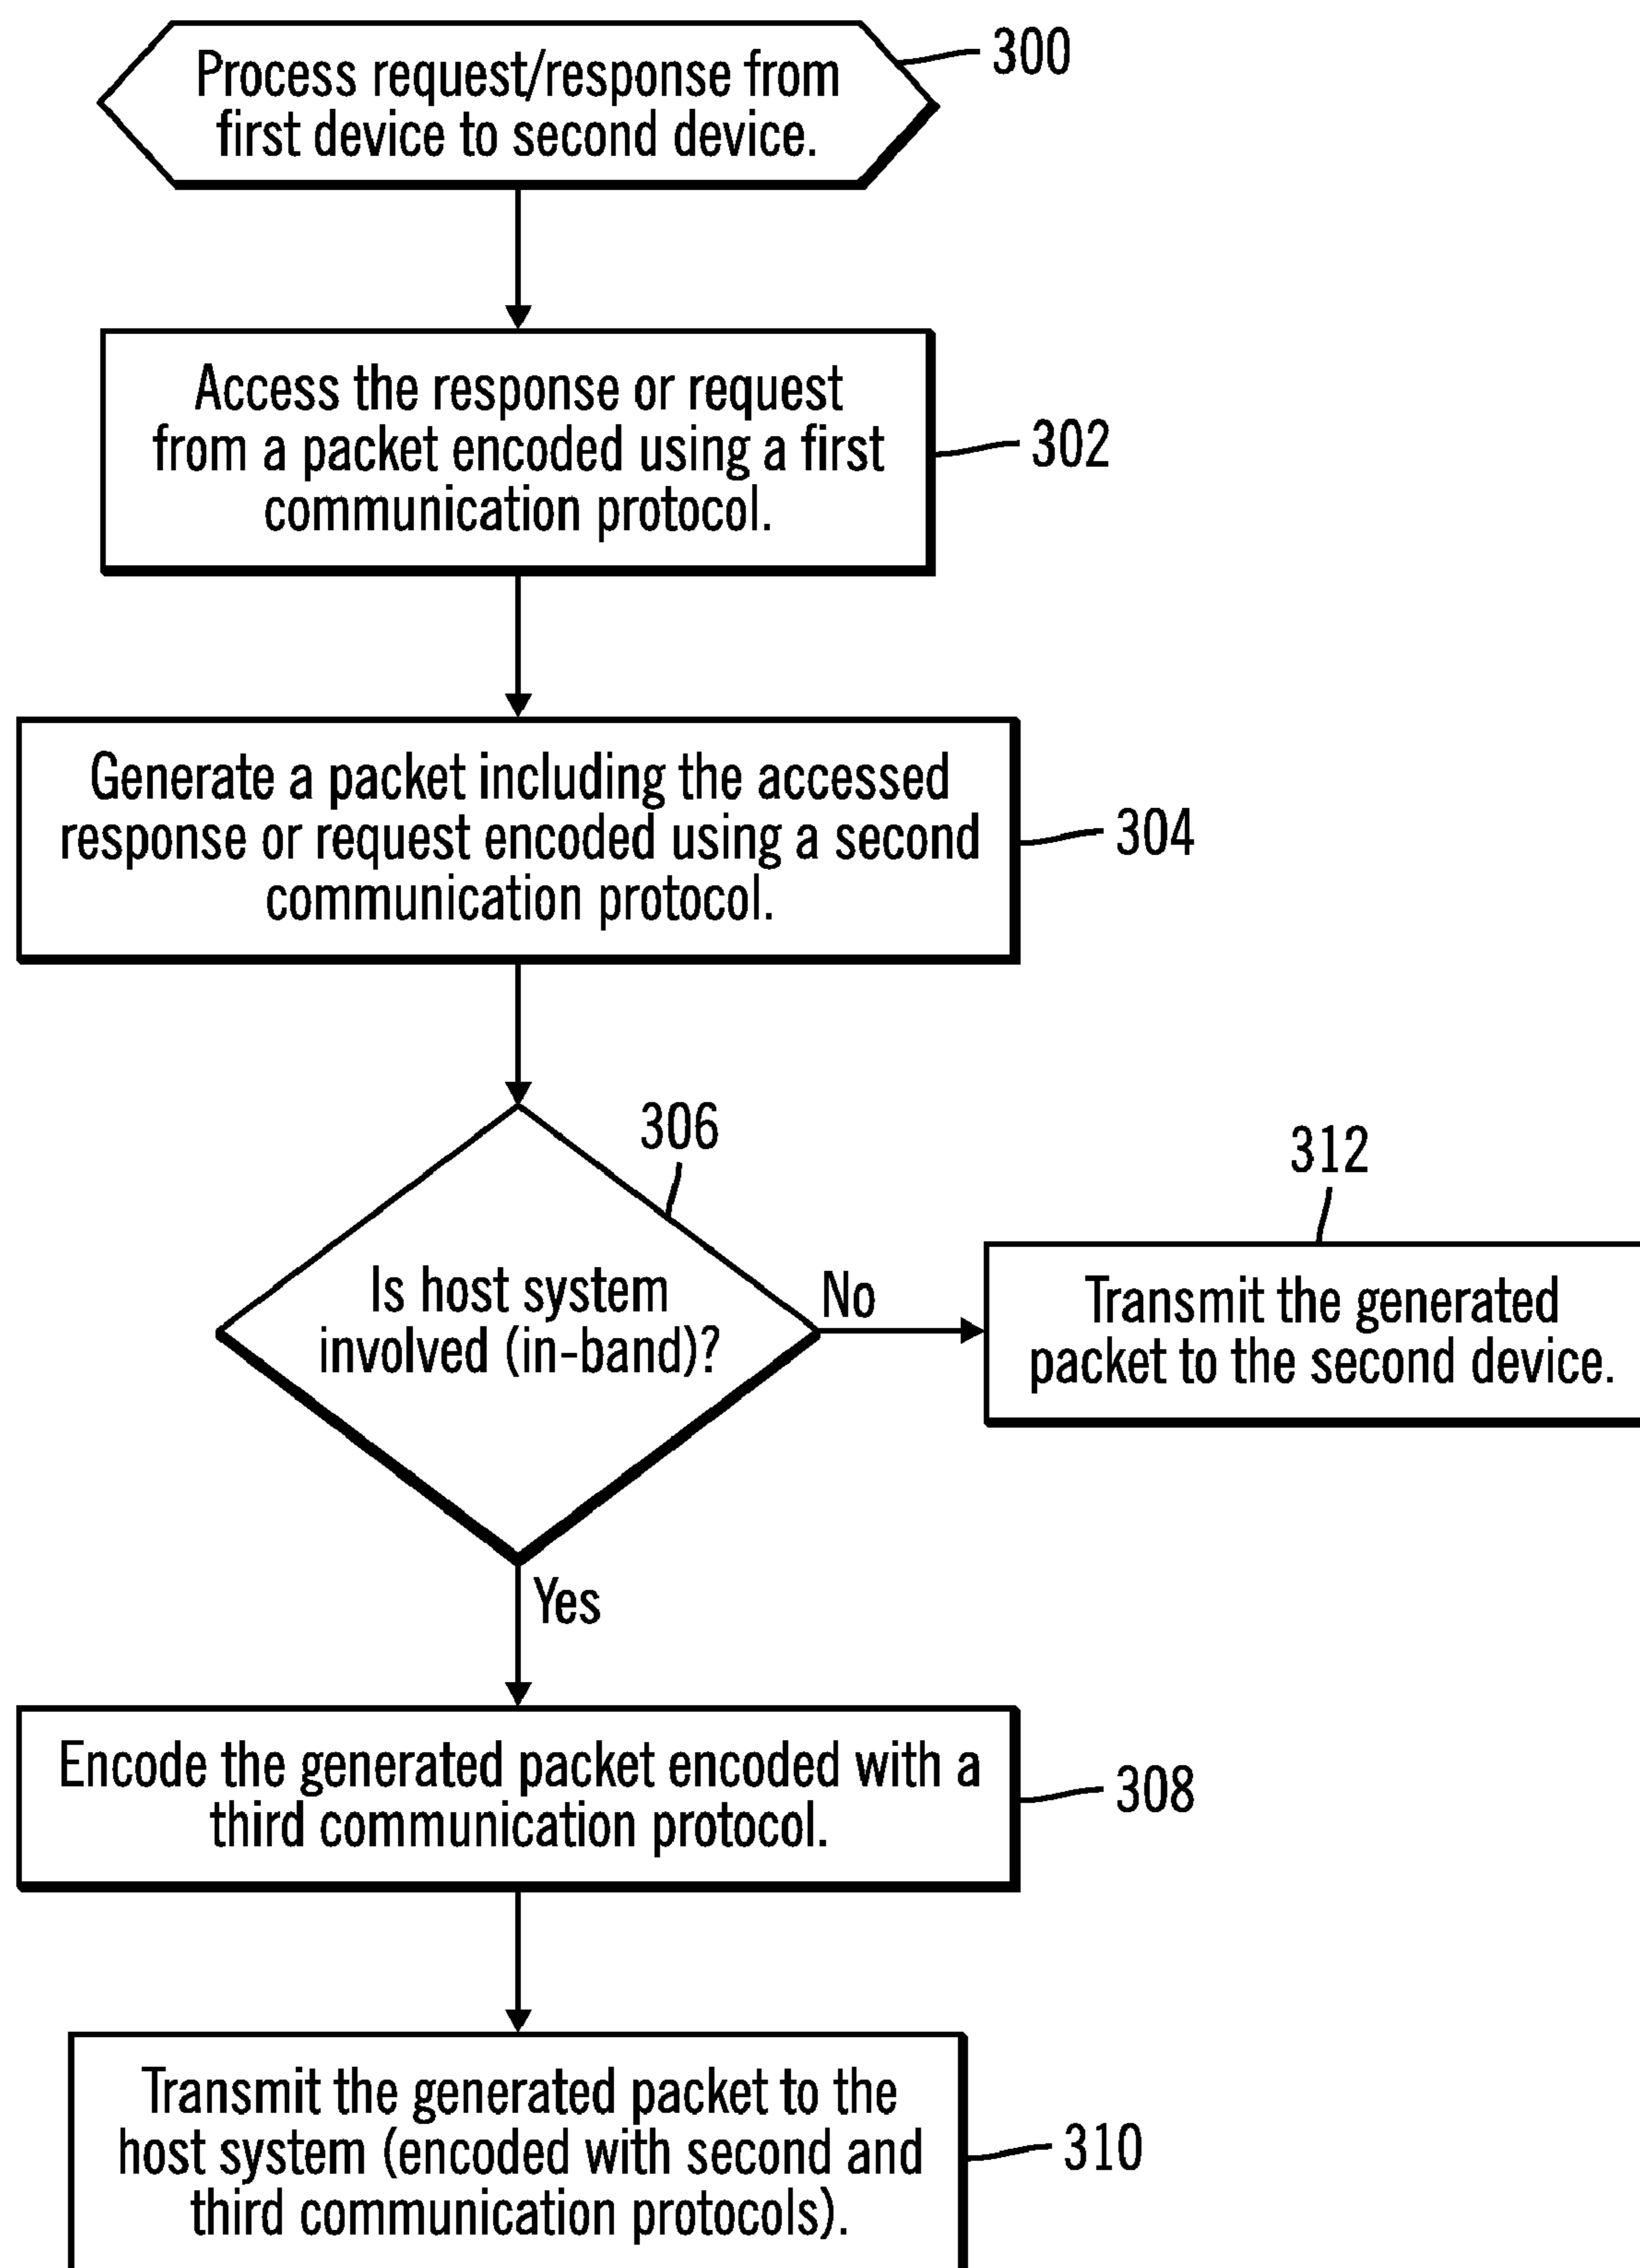 Process request/response from
first device to second device.
300
Access the response or request
from a packet encoded using a first
communication protocol.
302
Generate a packet including the accessed
response or request encoded using a second
communication protocol.
304
306
Is host system
involved (in-band)?
No
312
Transmit the generated
packet to the second device.
Yes
Encode the generated packet encoded with a
third communication protocol.
308
Transmit the generated packet to the
host system (encoded with second and
third communication protocols).
310